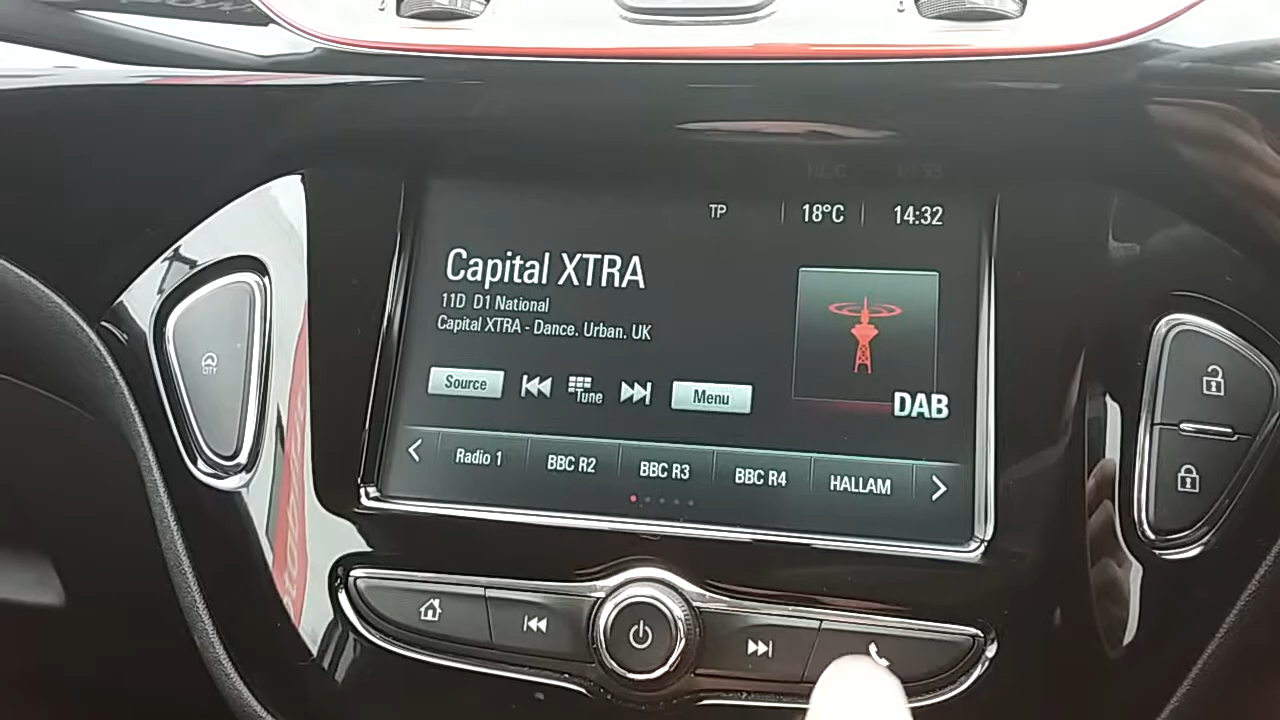 TP 18°C 14:32
Capital XTRA
11D D1 National
Capital XTRA - Dance. Urban. UK
Source Tune Menu
DAB
Radio 1 BBC R2 BBC R3 BBC R4 HALLAM
CITY